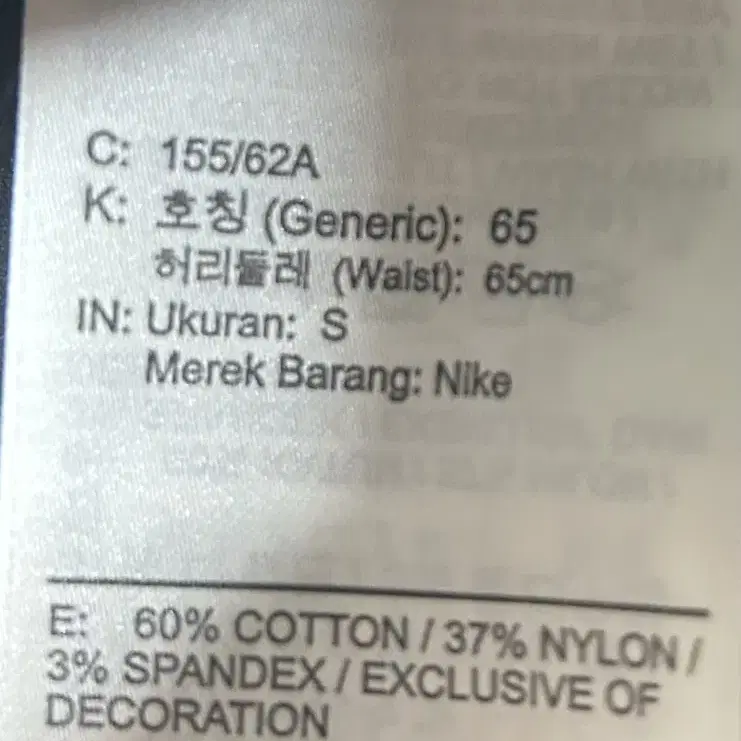 C: 155/62A
K: 호칭 (Generic): 65
허리둘레 (Waist): 65cm
IN: Ukuran: S
Merek Barang: Nike
E: 60% COTTON / 37% NYLON /
3% SPANDEX / EXCLUSIVE OF
DECORATION